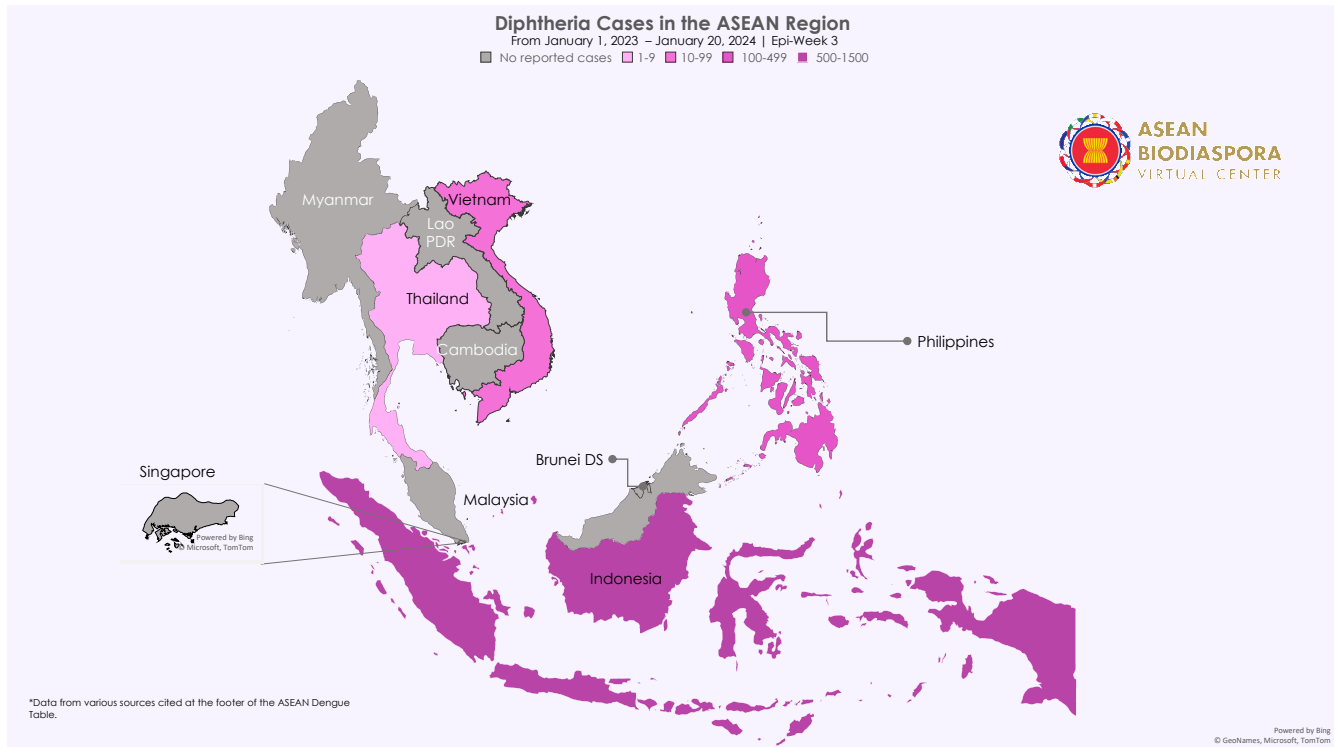 Diphtheria Cases in the ASEAN Region
From January 1, 2023 – January 20, 2024 | Epi-Week 3
No reported cases 1-9 10-99 100-499 500-1500
ASEAN
BIODIASPORA
VIRTUAL CENTER
Myanmar
Vietnam
Lao
PDR
Thailand
Cambodia
Philippines
Brunei DS
Singapore
Malaysia
Powered by Bing
© Microsoft, TomTom
Indonesia
*Data from various sources cited at the footer of the ASEAN Dengue
Table.
Powered by Bing
© GeoNames, Microsoft, TomTom